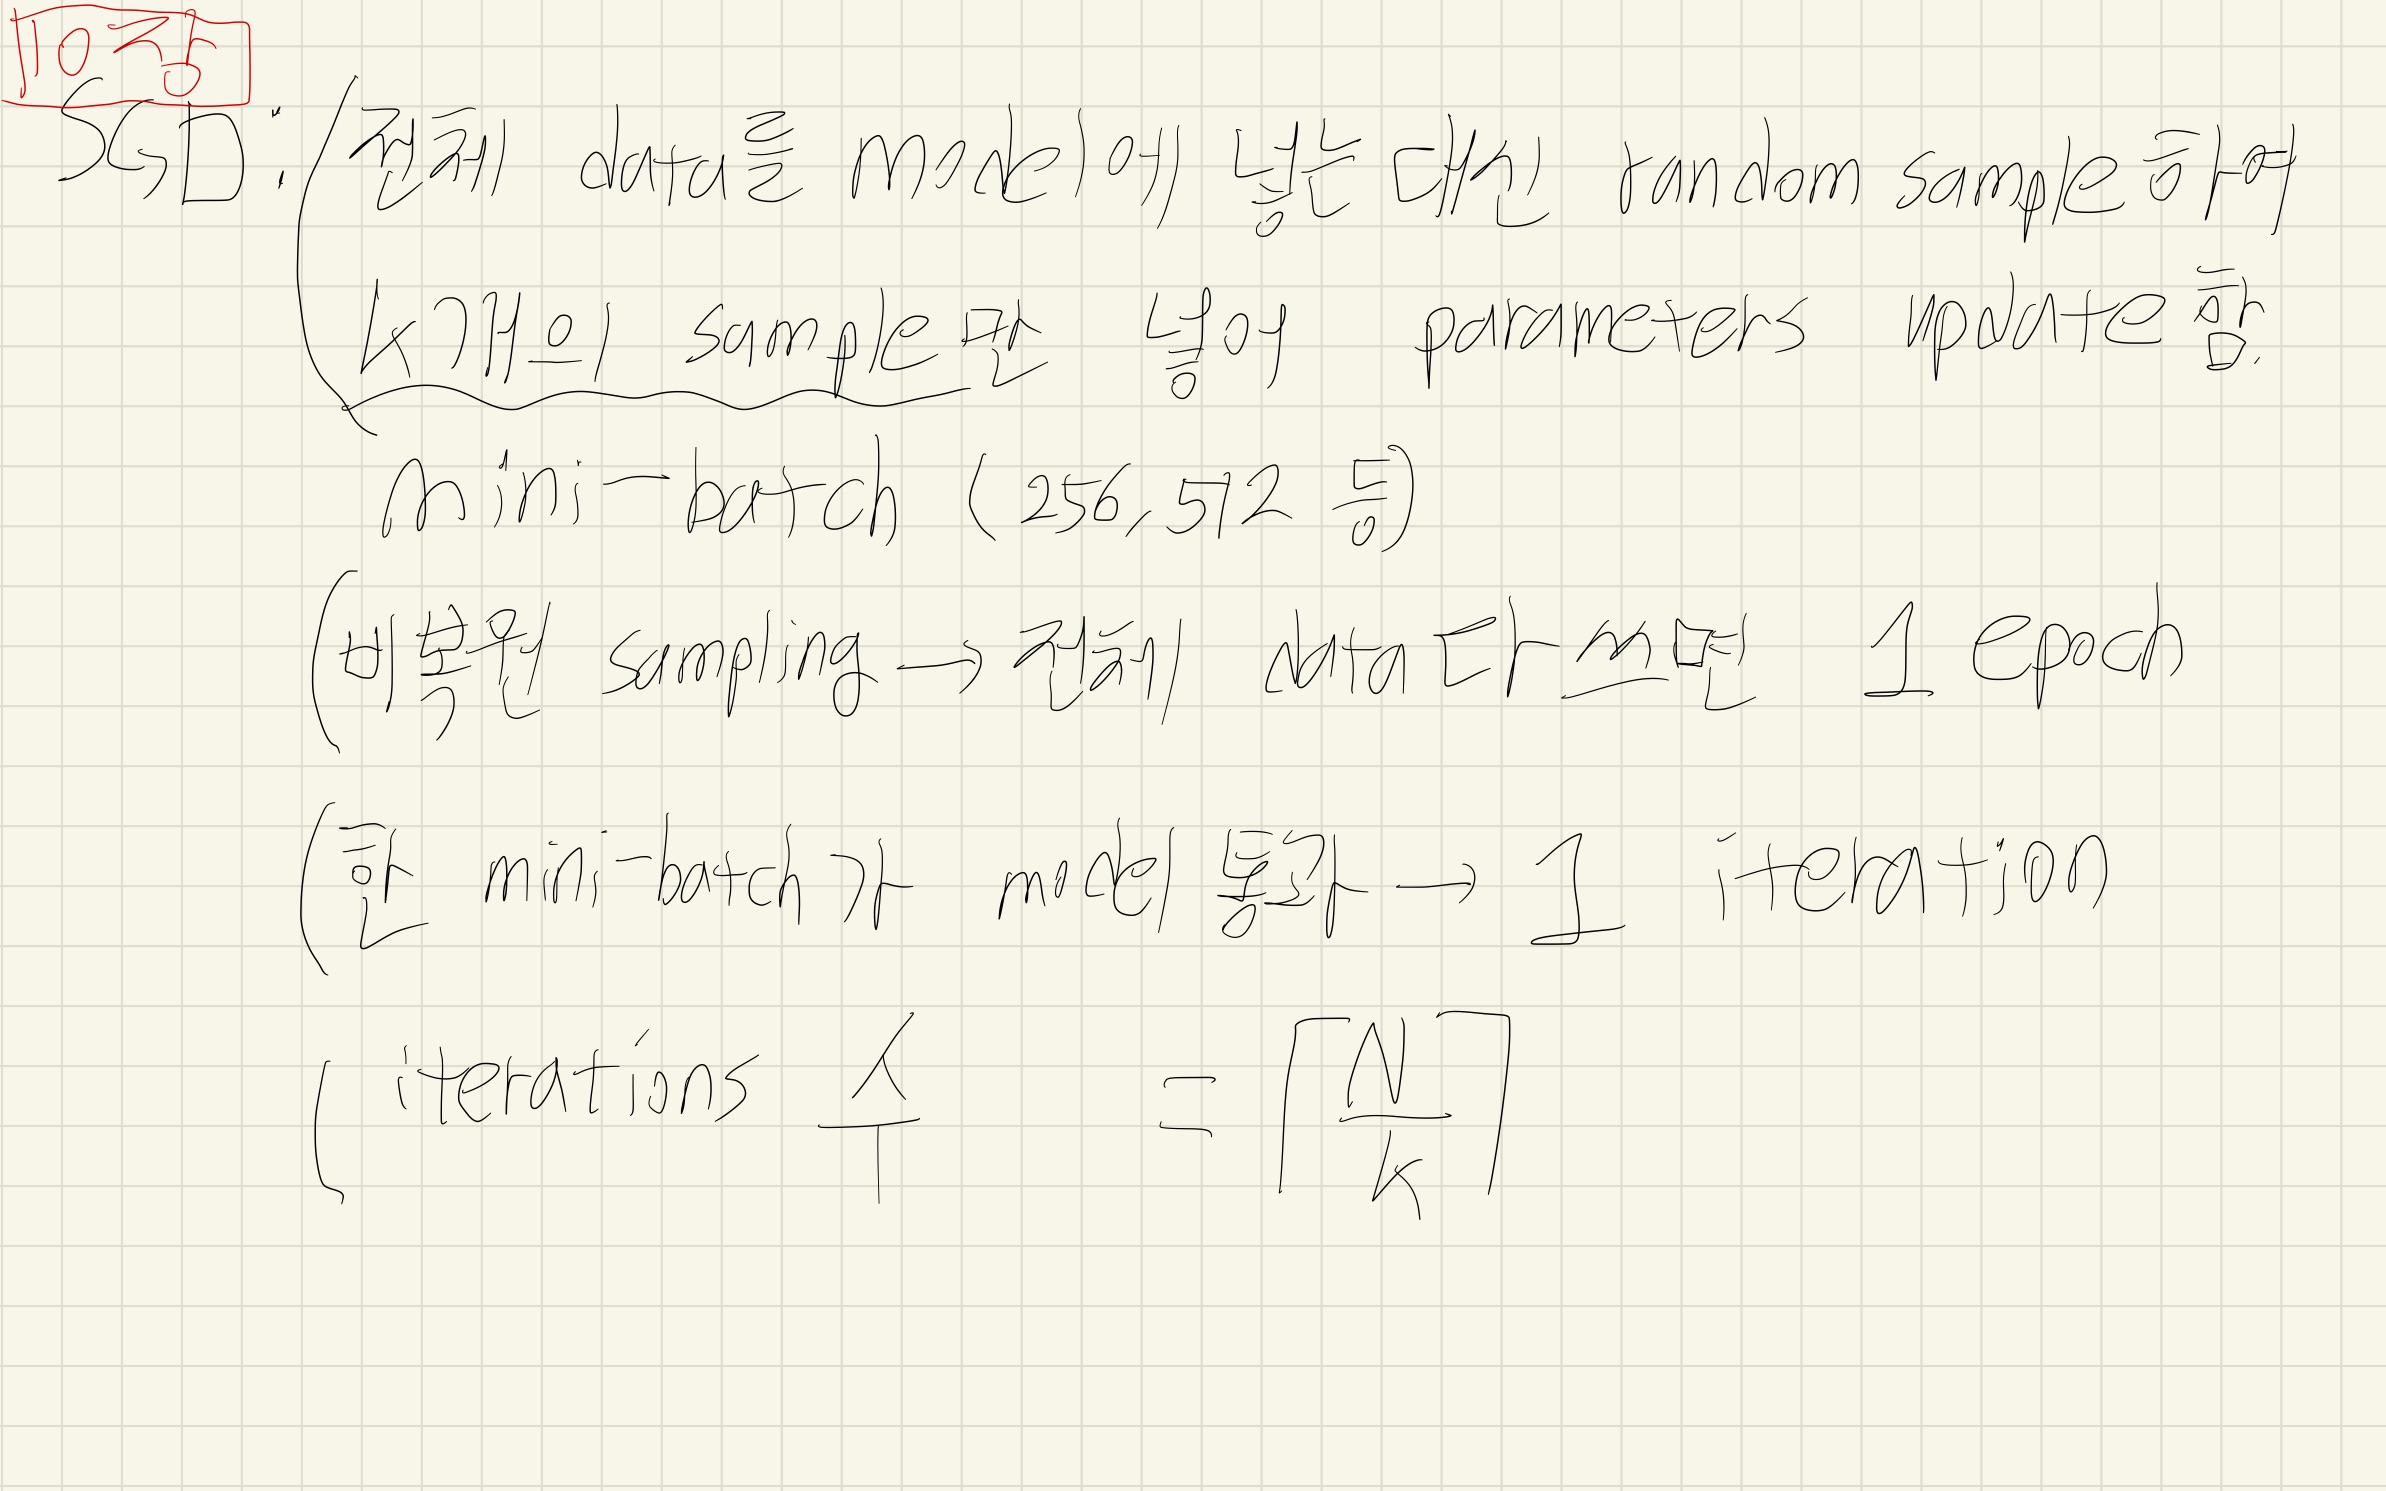 10장
SGD: 전체 data를 model에 넣는 대신 random sample하여
k개의 sample만 넣어 parameters update함.
mini-batch (256, 512 등)
비복원 sampling → 전체 data 다 쓰면 1 epoch
한 mini-batch가 model 통과 → 1 iteration
iterations 수 = ⌈N/k⌉